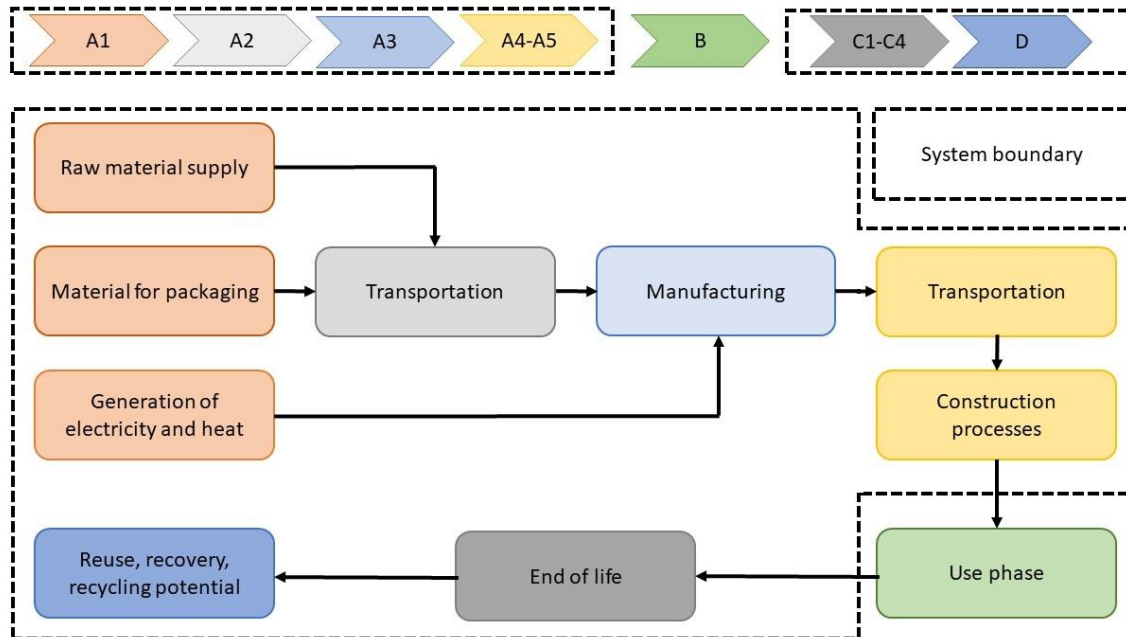 A1
A2
A3
A4-A5
B
C1-C4
D
Raw material supply
System boundary
Material for packaging
Transportation
Manufacturing
Transportation
Generation of
electricity and heat
Construction
processes
Reuse, recovery,
recycling potential
End of life
Use phase